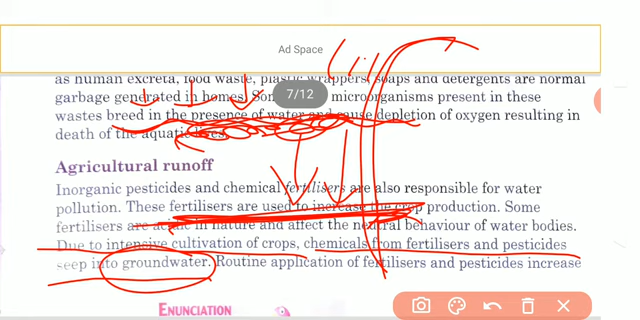 Ad Space
as human excreta, food waste, plastic wrappers, soaps and detergents are normal
7/12
garbage generated in homes. microorganisms present in these
wastes breed in the presence of water and cause depletion of oxygen resulting in
death of the aquatic
Agricultural runoff
Inorganic pesticides and chemical fertilisers are also responsible for water
pollution. These fertilisers are used to increase the crop production. Some
fertilisers are acidic in nature and affect the neutral behaviour of water bodies.
Due to intensive cultivation of crops, chemicals from fertilisers and pesticides
seep into groundwater. Routine application of fertilisers and pesticides increase
ENUNCIATION